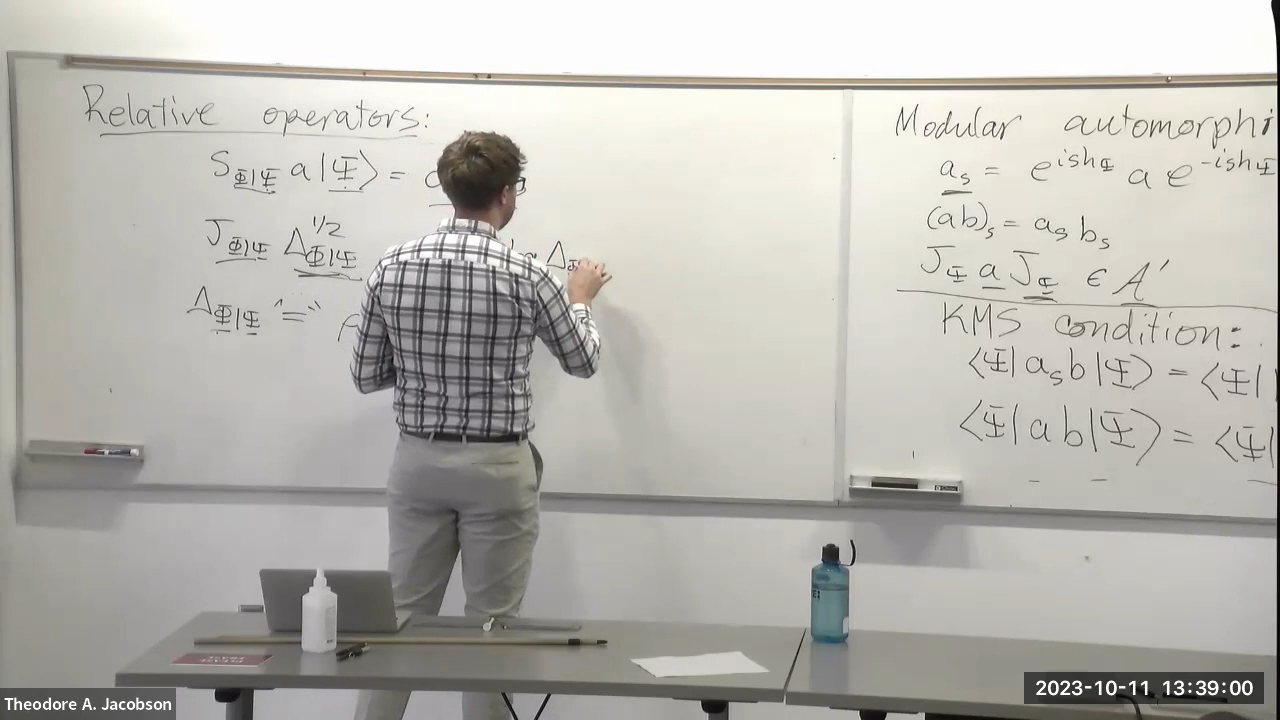 Relative operators:
S_{Φ|Ψ} a |Ψ⟩ =
J_{Φ|Ψ} Δ_{Φ|Ψ}^{1/2} Δ
Δ_{Φ|Ψ} "="
Modular automorphi
a_s = e^{ish_Ψ} a e^{-ish_Ψ}
(ab)_s = a_s b_s
J_Ψ a J_Ψ ∈ A'
KMS condition:
⟨Ψ| a_s b |Ψ⟩ = ⟨Ψ|
⟨Ψ| a b |Ψ⟩ = ⟨Ψ|
Theodore A. Jacobson
2023-10-11 13:39:00